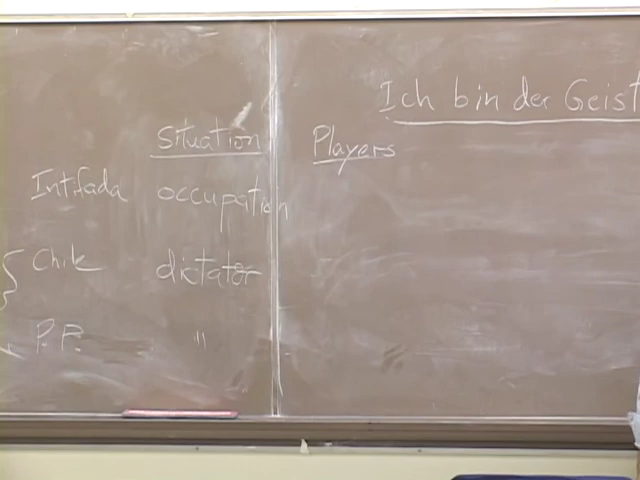 Ich bin der Geist
Situation Players
Intifada occupation
Chile dictator
P.P. "